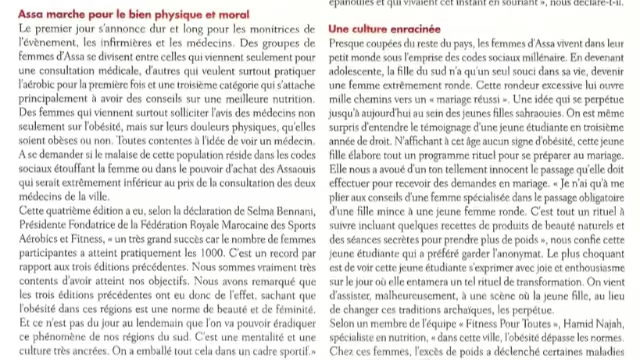 Assa marche pour le bien physique et moral
Le premier jour s'annonce dur et long pour les monitrices de
l'évènement, les infirmières et les médecins. Des groupes de
femmes d'Assa se divisent entre celles qui viennent seulement pour
une consultation médicale, d'autres qui veulent surtout pratiquer
l'aérobic pour la première fois et une troisième catégorie qui s'attache
principalement à avoir des conseils sur une meilleure nutrition.
Des femmes qui viennent surtout solliciter l'avis des médecins non
seulement sur l'obésité, mais sur leurs douleurs physiques, qu'elles
soient obèses ou non. Toutes contentes à l'idée de voir un médecin.
A se demander si le malaise de cette population réside dans les codes
sociaux étouffant la femme ou dans le pouvoir d'achat des Assaouis
qui serait extrêmement inférieur au prix de la consultation des deux
médecins de la ville.
Cette quatrième édition a eu, selon la déclaration de Selma Bennani,
Présidente Fondatrice de la Fédération Royale Marocaine des Sports
Aérobics et Fitness, « un très grand succès car le nombre de femmes
participantes a atteint pratiquement les 1000. C'est un record par
rapport aux trois éditions précédentes. Nous sommes vraiment très
contents d'avoir atteint nos objectifs. Nous avons remarqué que
les trois éditions précédentes ont eu donc de l'effet, sachant que
l'obésité dans ces régions est une norme de beauté et de féminité.
Et ce n'est pas du jour au lendemain que l'on va pouvoir éradiquer
ce phénomène de nos régions du sud. C'est une mentalité et une
culture très ancrées. On a emballé tout cela dans un cadre sportif.»
épanouies et qui vivaient cet instant en souriant », nous déclare-t-il.
Une culture enracinée
Presque coupées du reste du pays, les femmes d'Assa vivent dans leur
petit monde sous l'emprise des codes sociaux millénaire. En devenant
adolescente, la fille du sud n'a qu'un seul souci dans sa vie, devenir
une femme extrêmement ronde. Cette rondeur excessive lui ouvre
mille chemins vers un « mariage réussi ». Une idée qui se perpétue
jusqu'à aujourd'hui au sein des jeunes filles sahraouies. On est même
surpris d'entendre le témoignage d'une jeune étudiante en troisième
année de droit. N'affichant à cet âge aucun signe d'obésité, cette jeune
fille élabore tout un programme rituel pour se préparer au mariage.
Elle nous a avoué d'un ton tellement innocent le passage qu'elle doit
effectuer pour recevoir des demandes en mariage. « Je n'ai qu'à me
plier aux conseils d'une femme spécialisée dans le passage obligatoire
d'une fille mince à une jeune femme ronde. C'est tout un rituel à
suivre incluant quelques recettes de produits de beauté naturels et
des séances secrètes pour prendre plus de poids », nous confie cette
jeune étudiante qui a préféré garder l'anonymat. Le plus choquant
est de voir cette jeune étudiante s'exprimer avec joie et enthousiasme
sur le jour où elle entamera un tel rituel de transformation. On vient
d'assister, malheureusement, à une scène où la jeune fille, au lieu
de changer ces traditions archaïques, les perpétue.
Selon un membre de l'équipe « Fitness Pour Toutes », Hamid Najah,
spécialiste en nutrition, « dans cette ville, l'obésité dépasse les normes.
Chez ces femmes, l'excès de poids a déclenché certaines maladies